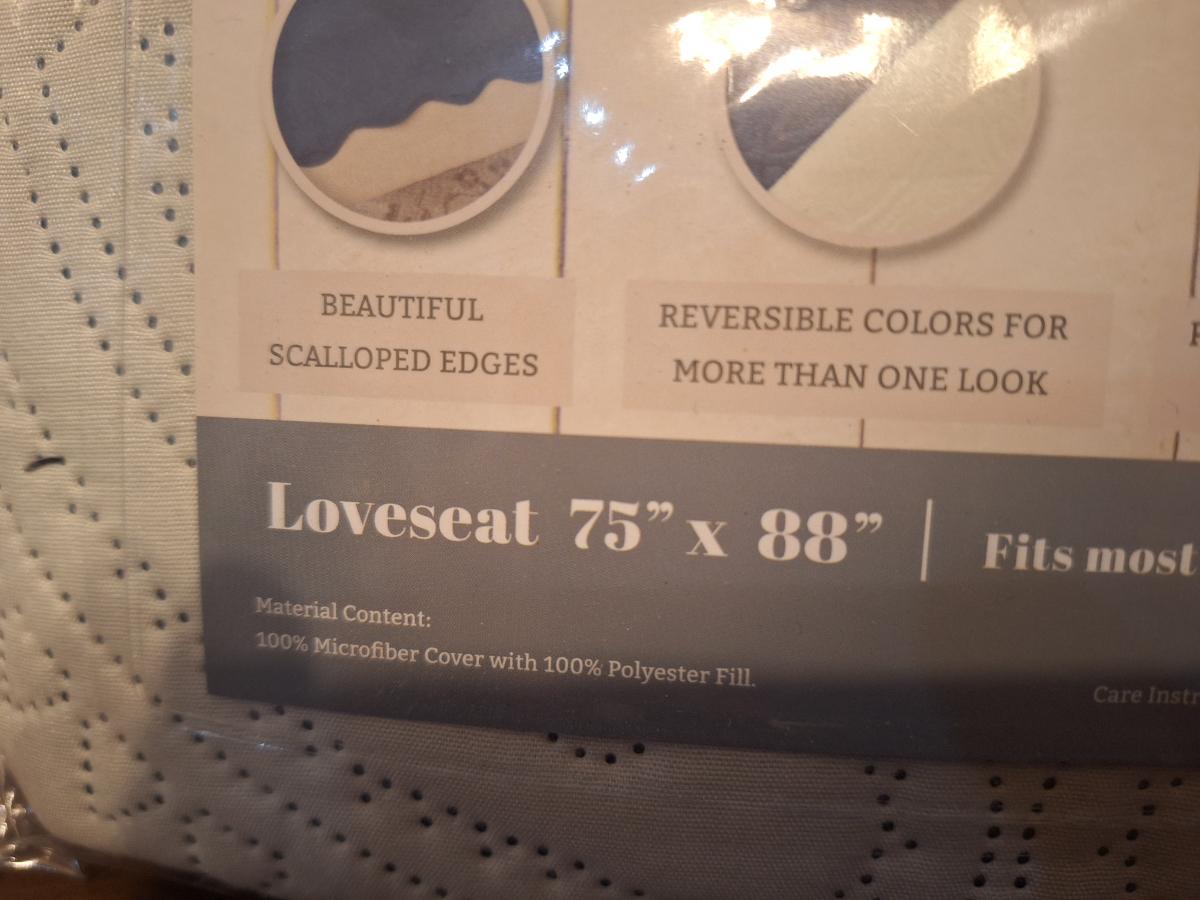 BEAUTIFUL
SCALLOPED EDGES
REVERSIBLE COLORS FOR
MORE THAN ONE LOOK
Loveseat 75” x 88” | Fits most
Material Content:
100% Microfiber Cover with 100% Polyester Fill.
Care